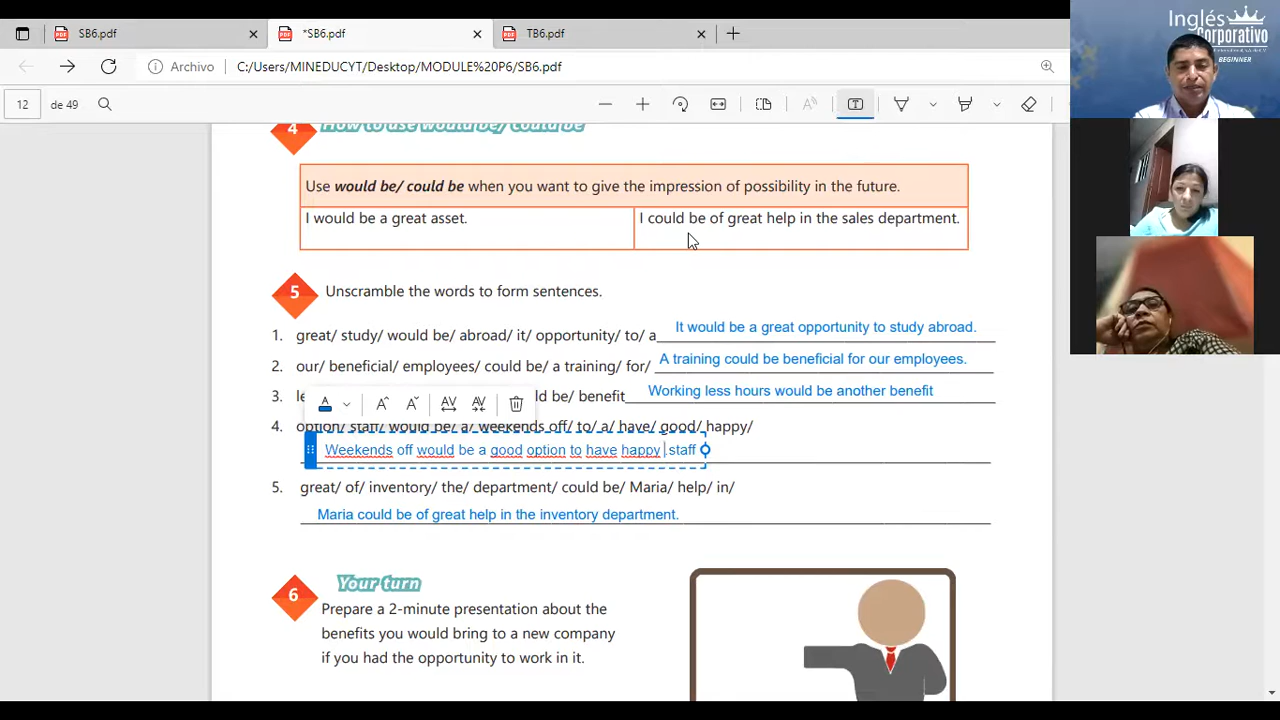 SB6.pdf
*SB6.pdf
TB6.pdf
Archivo
C:/Users/MINEDUCYT/Desktop/MODULE%20P6/SB6.pdf
12 de 49
4 How to use would be/ could be
Use would be/ could be when you want to give the impression of possibility in the future.
I would be a great asset.
I could be of great help in the sales department.
5 Unscramble the words to form sentences.
1. great/ study/ would be/ abroad/ it/ opportunity/ to/ a It would be a great opportunity to study abroad.
2. our/ beneficial/ employees/ could be/ a training/ for/ A training could be beneficial for our employees.
3. be/ benefit Working less hours would be another benefit
4. option/ staff/ would be/ a/ weekends off/ to/ a/ have/ good/ happy/
Weekends off would be a good option to have happy .staff
5. great/ of/ inventory/ the/ department/ could be/ Maria/ help/ in/
Maria could be of great help in the inventory department.
6 Your turn
Prepare a 2-minute presentation about the
benefits you would bring to a new company
if you had the opportunity to work in it.
Inglés
Corporativo
BEGINNER